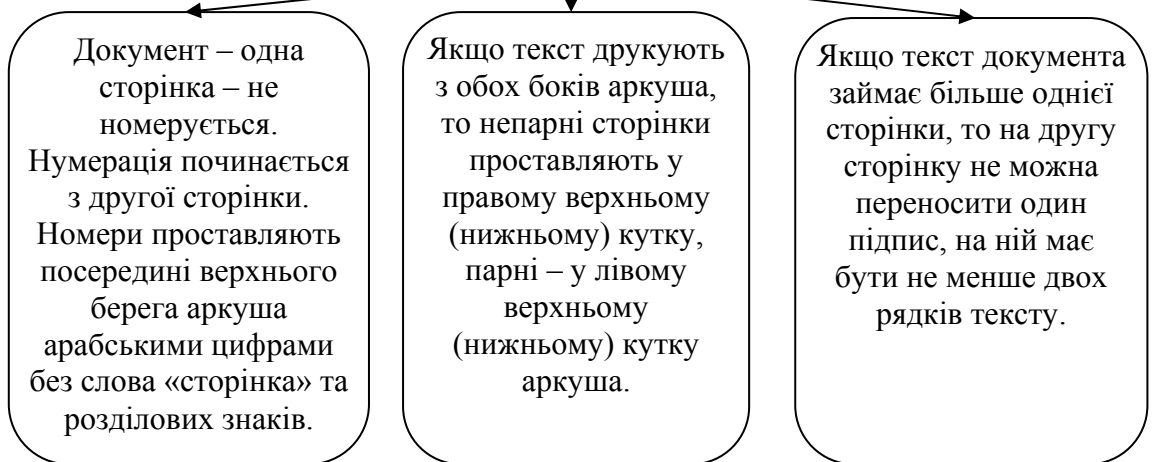 Документ – одна
сторінка – не
номерується.
Нумерація починається
з другої сторінки.
Номери проставляють
посередині верхнього
берега аркуша
арабськими цифрами
без слова «сторінка» та
розділових знаків.
Якщо текст друкують
з обох боків аркуша,
то непарні сторінки
проставляють у
правому верхньому
(нижньому) кутку,
парні – у лівому
верхньому
(нижньому) кутку
аркуша.
Якщо текст документа
займає більше однієї
сторінки, то на другу
сторінку не можна
переносити один
підпис, на ній має
бути не менше двох
рядків тексту.